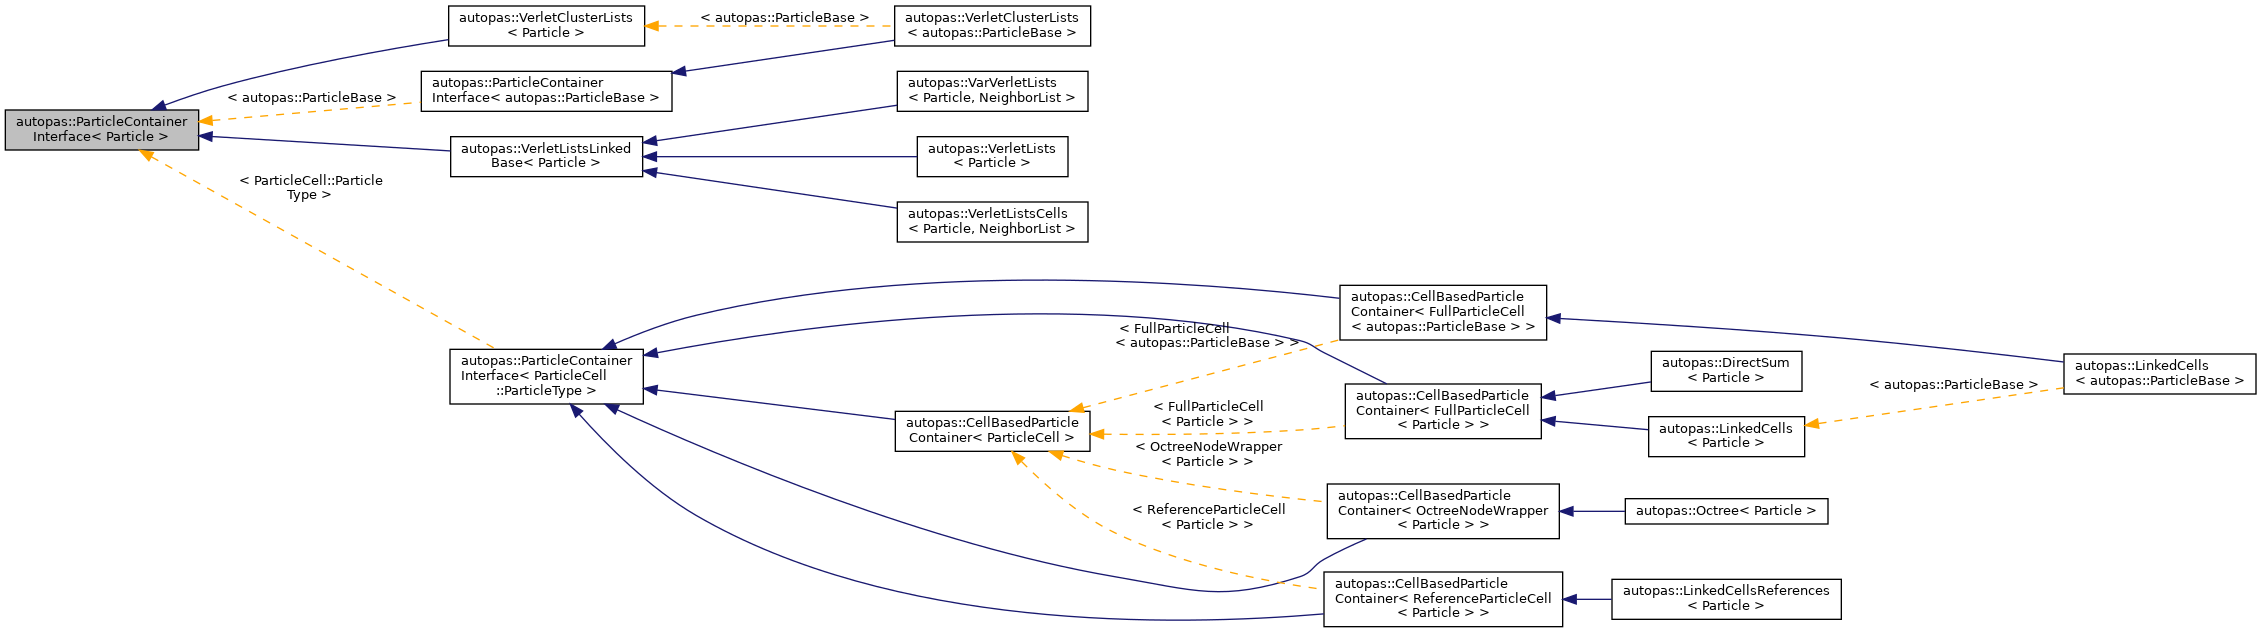 autopas::ParticleContainer
Interface< Particle >
autopas::VerletClusterLists
< Particle >
< autopas::ParticleBase >
autopas::VerletClusterLists
< autopas::ParticleBase >
< autopas::ParticleBase >
autopas::ParticleContainer
Interface< autopas::ParticleBase >
autopas::VarVerletLists
< Particle, NeighborList >
autopas::VerletListsLinked
Base< Particle >
autopas::VerletLists
< Particle >
autopas::VerletListsCells
< Particle, NeighborList >
< ParticleCell::Particle
Type >
autopas::ParticleContainer
Interface< ParticleCell
::ParticleType >
autopas::CellBasedParticle
Container< FullParticleCell
< autopas::ParticleBase > >
< FullParticleCell
< autopas::ParticleBase > >
autopas::CellBasedParticle
Container< ParticleCell >
< FullParticleCell
< Particle > >
autopas::CellBasedParticle
Container< FullParticleCell
< Particle > >
autopas::DirectSum
< Particle >
autopas::LinkedCells
< Particle >
< autopas::ParticleBase >
autopas::LinkedCells
< autopas::ParticleBase >
< OctreeNodeWrapper
< Particle > >
autopas::CellBasedParticle
Container< OctreeNodeWrapper
< Particle > >
autopas::Octree< Particle >
< ReferenceParticleCell
< Particle > >
autopas::CellBasedParticle
Container< ReferenceParticleCell
< Particle > >
autopas::LinkedCellsReferences
< Particle >